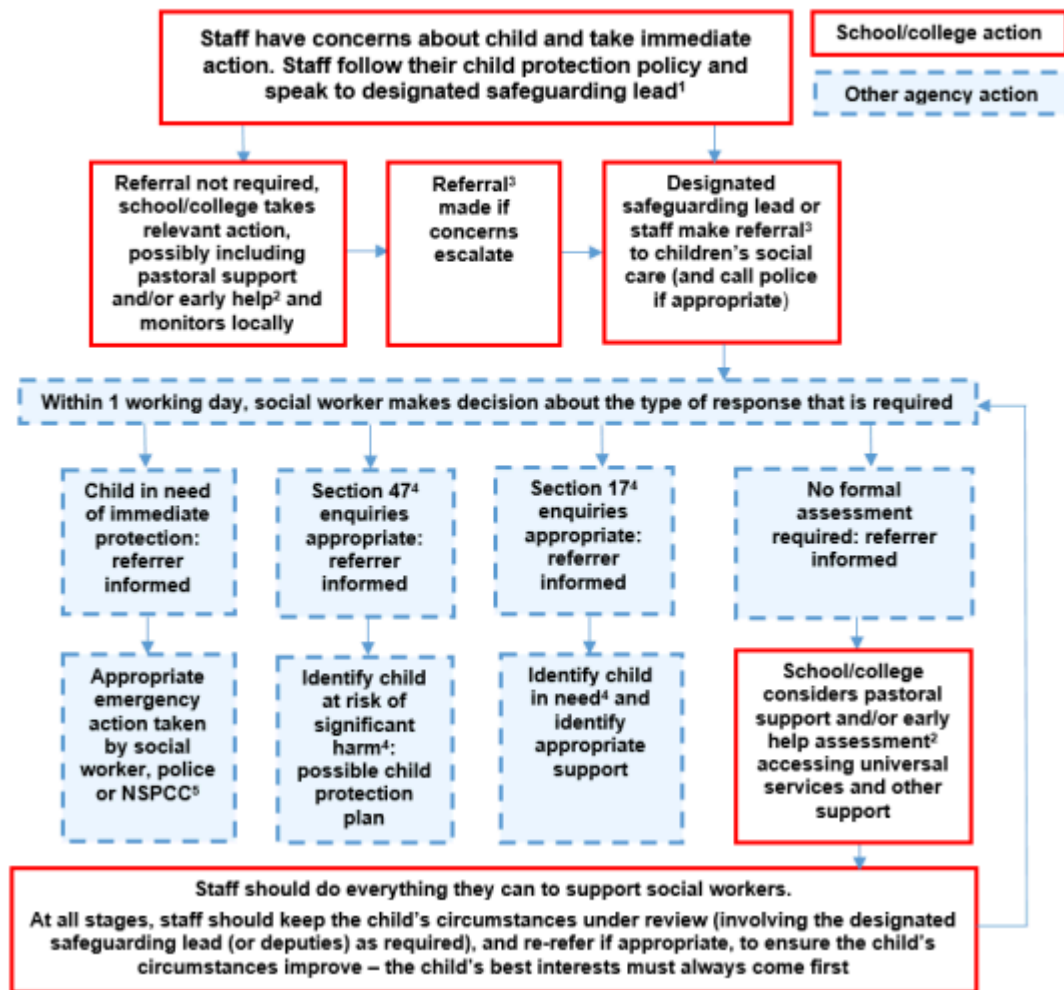 Staff have concerns about child and take immediate
action. Staff follow their child protection policy and
speak to designated safeguarding lead¹
School/college action
Other agency action
Referral not required,
school/college takes
relevant action,
possibly including
pastoral support
and/or early help² and
monitors locally
Referral³
made if
concerns
escalate
Designated
safeguarding lead or
staff make referral³
to children's social
care (and call police
if appropriate)
Within 1 working day, social worker makes decision about the type of response that is required
Child in need
of immediate
protection:
referrer
informed
Section 47⁴
enquiries
appropriate:
referrer
informed
Section 17⁴
enquiries
appropriate:
referrer
informed
No formal
assessment
required: referrer
informed
Appropriate
emergency
action taken
by social
worker, police
or NSPCC⁵
Identify child
at risk of
significant
harm⁴:
possible child
protection
plan
Identify child
in need⁴ and
identify
appropriate
support
School/college
considers pastoral
support and/or early
help assessment²
accessing universal
services and other
support
Staff should do everything they can to support social workers.
At all stages, staff should keep the child's circumstances under review (involving the designated
safeguarding lead (or deputies) as required), and re-refer if appropriate, to ensure the child's
circumstances improve – the child's best interests must always come first